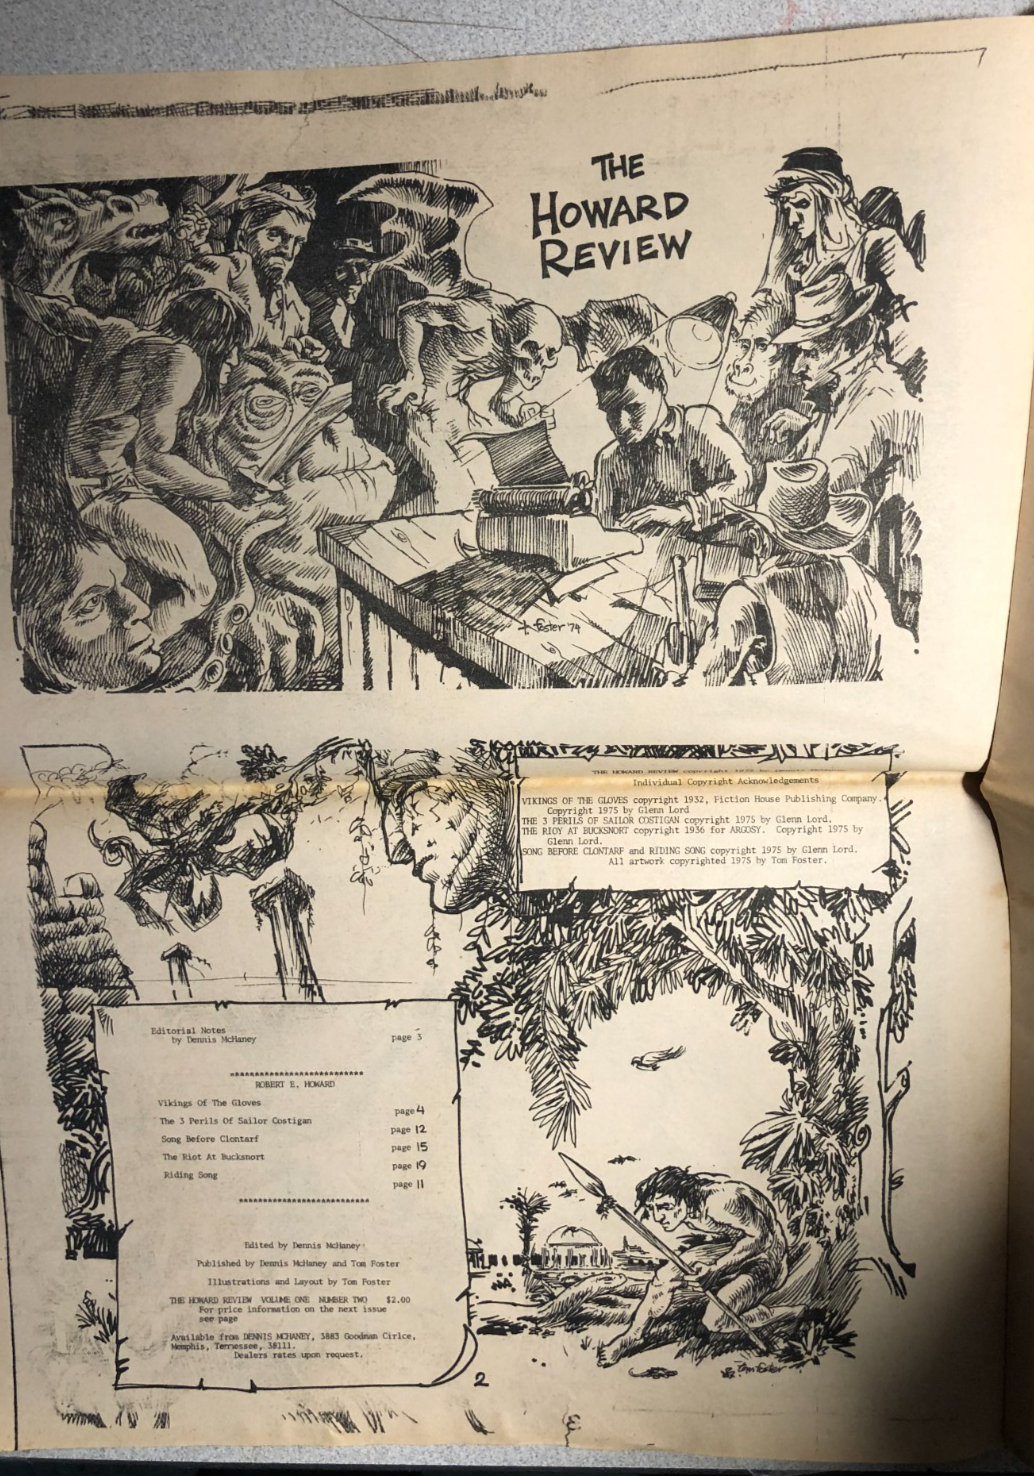 THE
HOWARD
REVIEW
Foster '74
Individual Copyright Acknowledgements
VIKINGS OF THE GLOVES copyright 1932, Fiction House Publishing Company.
Copyright 1975 by Glenn Lord
THE 3 PERILS OF SAILOR COSTIGAN copyright 1975 by Glenn Lord.
THE RIOY AT BUCKSNORT copyright 1936 for ARGOSY. Copyright 1975 by
Glenn Lord.
SONG BEFORE CLONTARF and RIDING SONG copyright 1975 by Glenn Lord.
All artwork copyrighted 1975 by Tom Foster.
Editorial Notes
by Dennis McHaney page 3
***************************
ROBERT E. HOWARD
Vikings Of The Gloves page 4
The 3 Perils Of Sailor Costigan page 12
Song Before Clontarf page 15
The Riot At Bucksnort page 19
Riding Song page 11
***************************
Edited by Dennis McHaney
Published by Dennis McHaney and Tom Foster
Illustrations and Layout by Tom Foster
THE HOWARD REVIEW VOLUME ONE NUMBER TWO $2.00
For price information on the next issue
see page
Available from DENNIS MCHANEY, 3883 Goodman Cirlce,
Memphis, Tennessee, 38111.
Dealers rates upon request.
2
Tom Foster